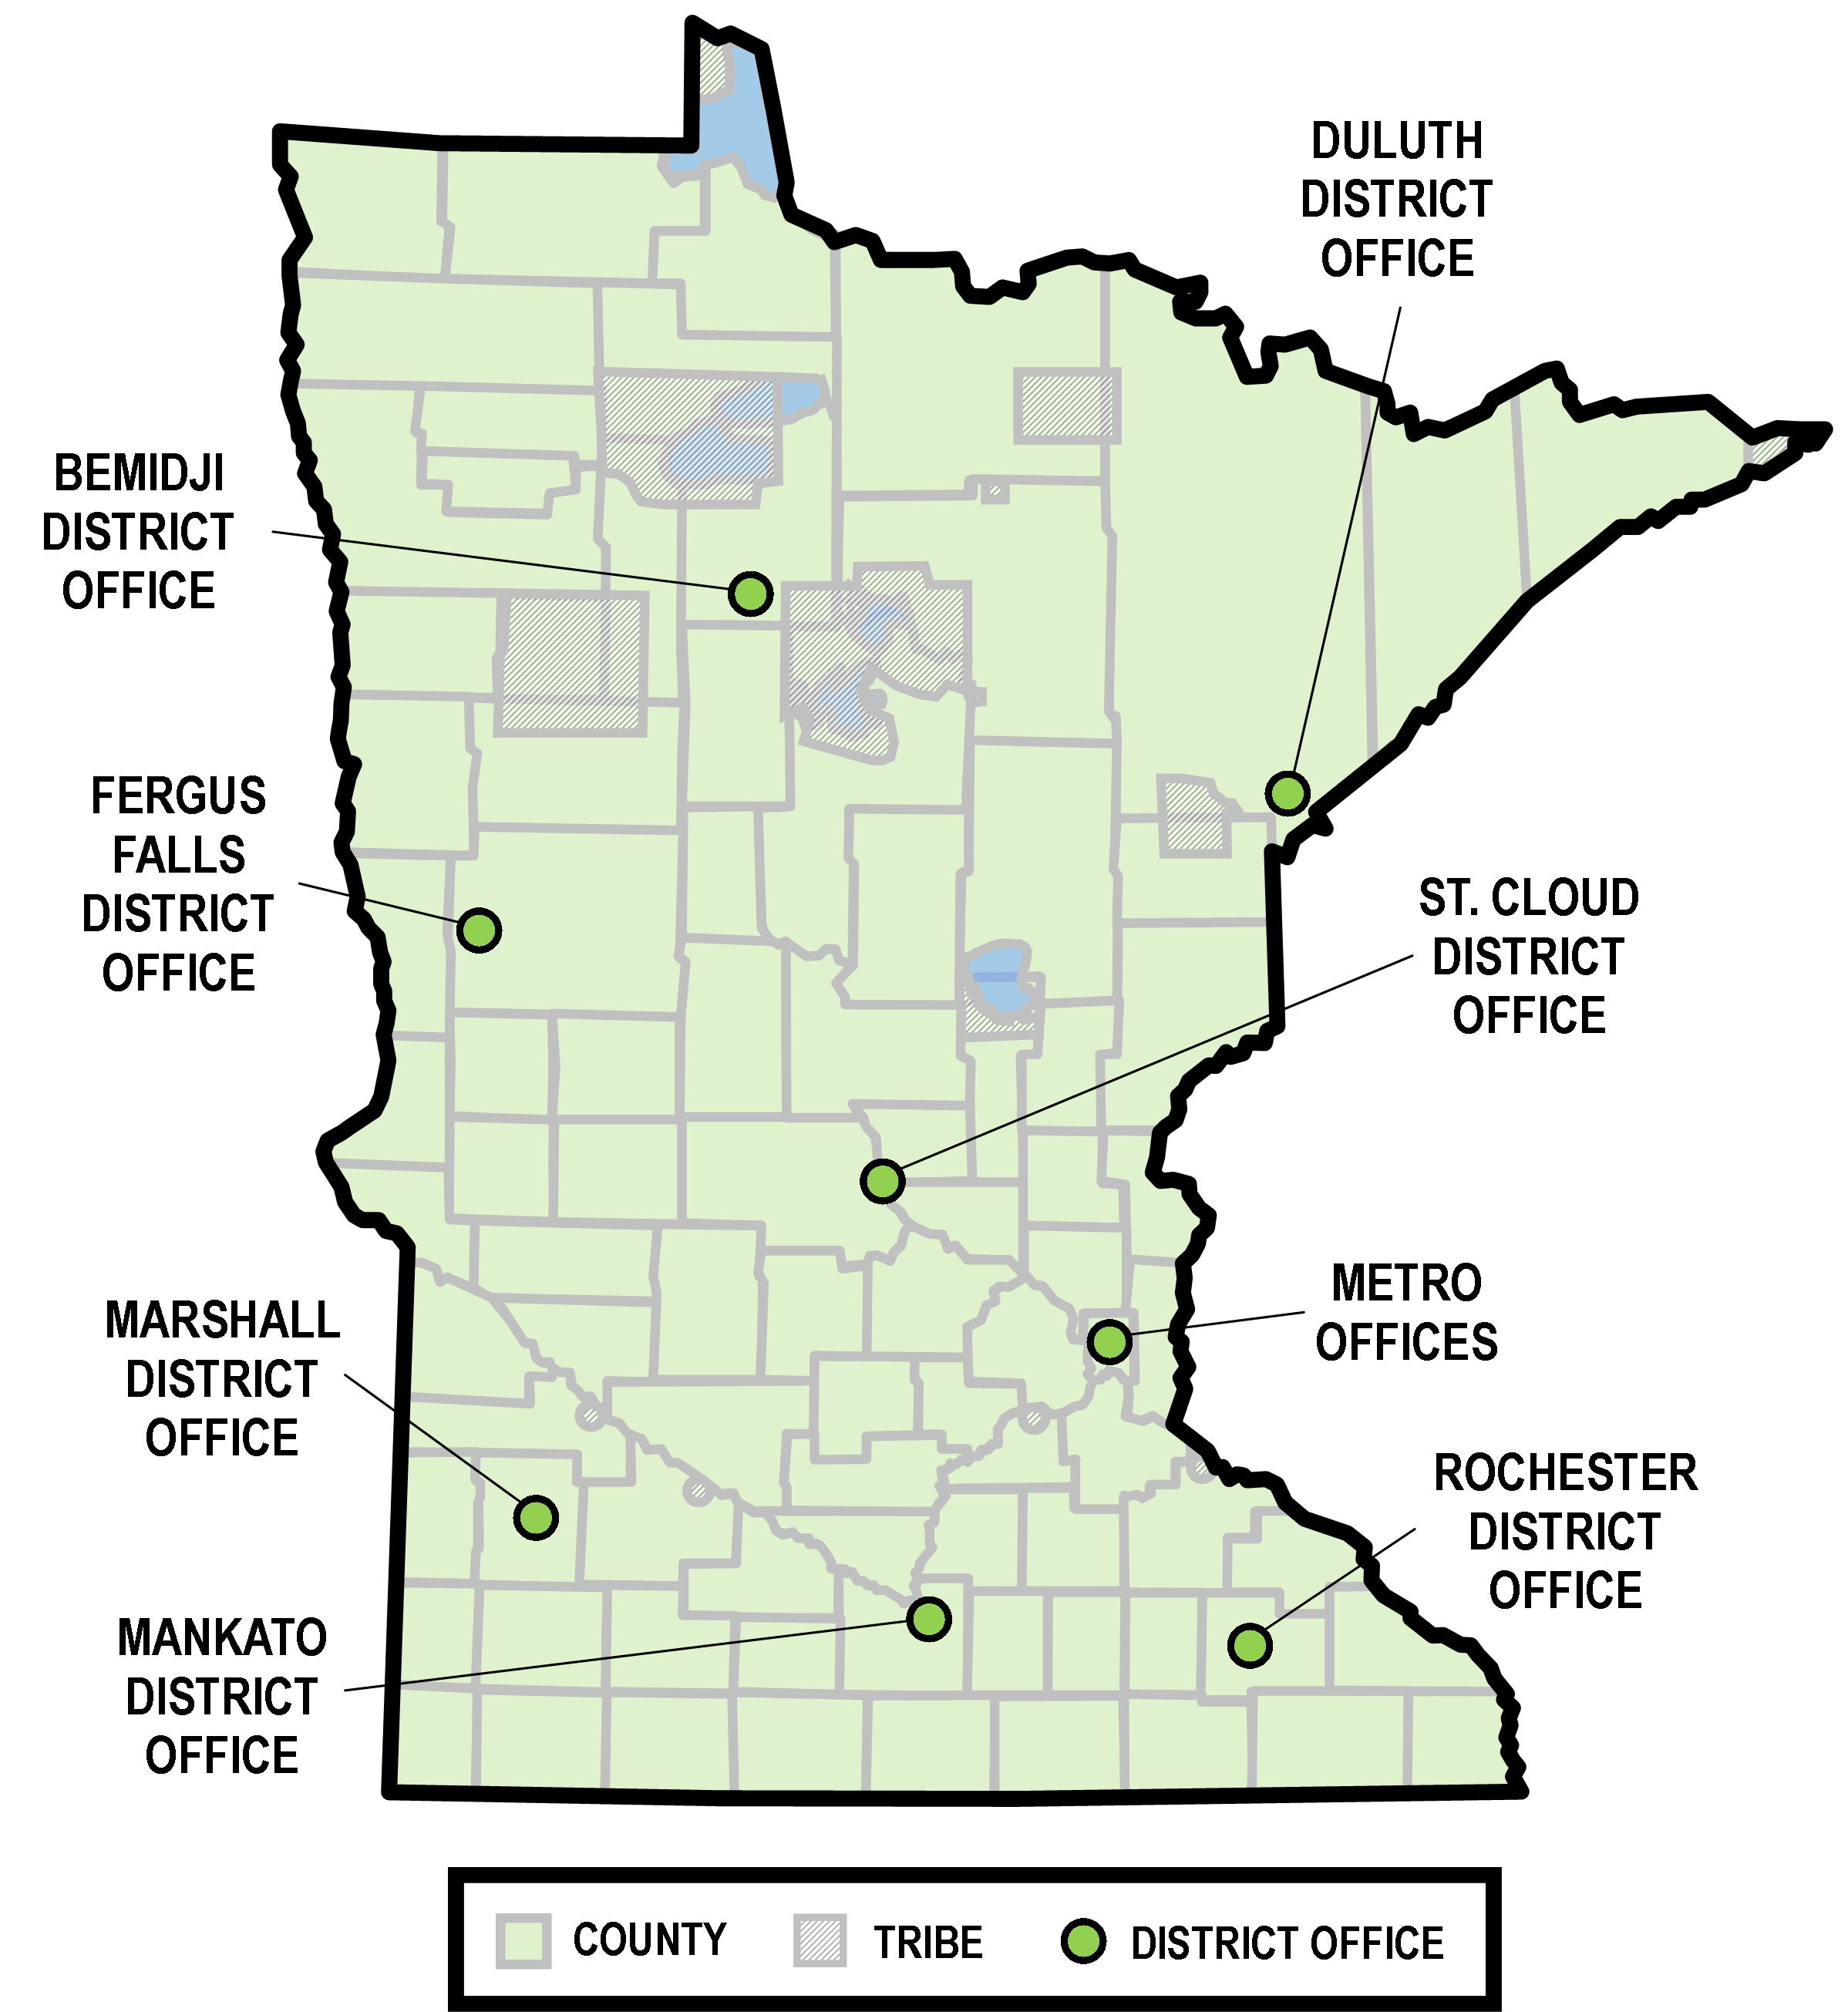 DULUTH
DISTRICT
OFFICE
BEMIDJI
DISTRICT
OFFICE
FERGUS
FALLS
DISTRICT
OFFICE
ST. CLOUD
DISTRICT
OFFICE
METRO
OFFICES
MARSHALL
DISTRICT
OFFICE
ROCHESTER
DISTRICT
OFFICE
MANKATO
DISTRICT
OFFICE
COUNTY
TRIBE
DISTRICT OFFICE